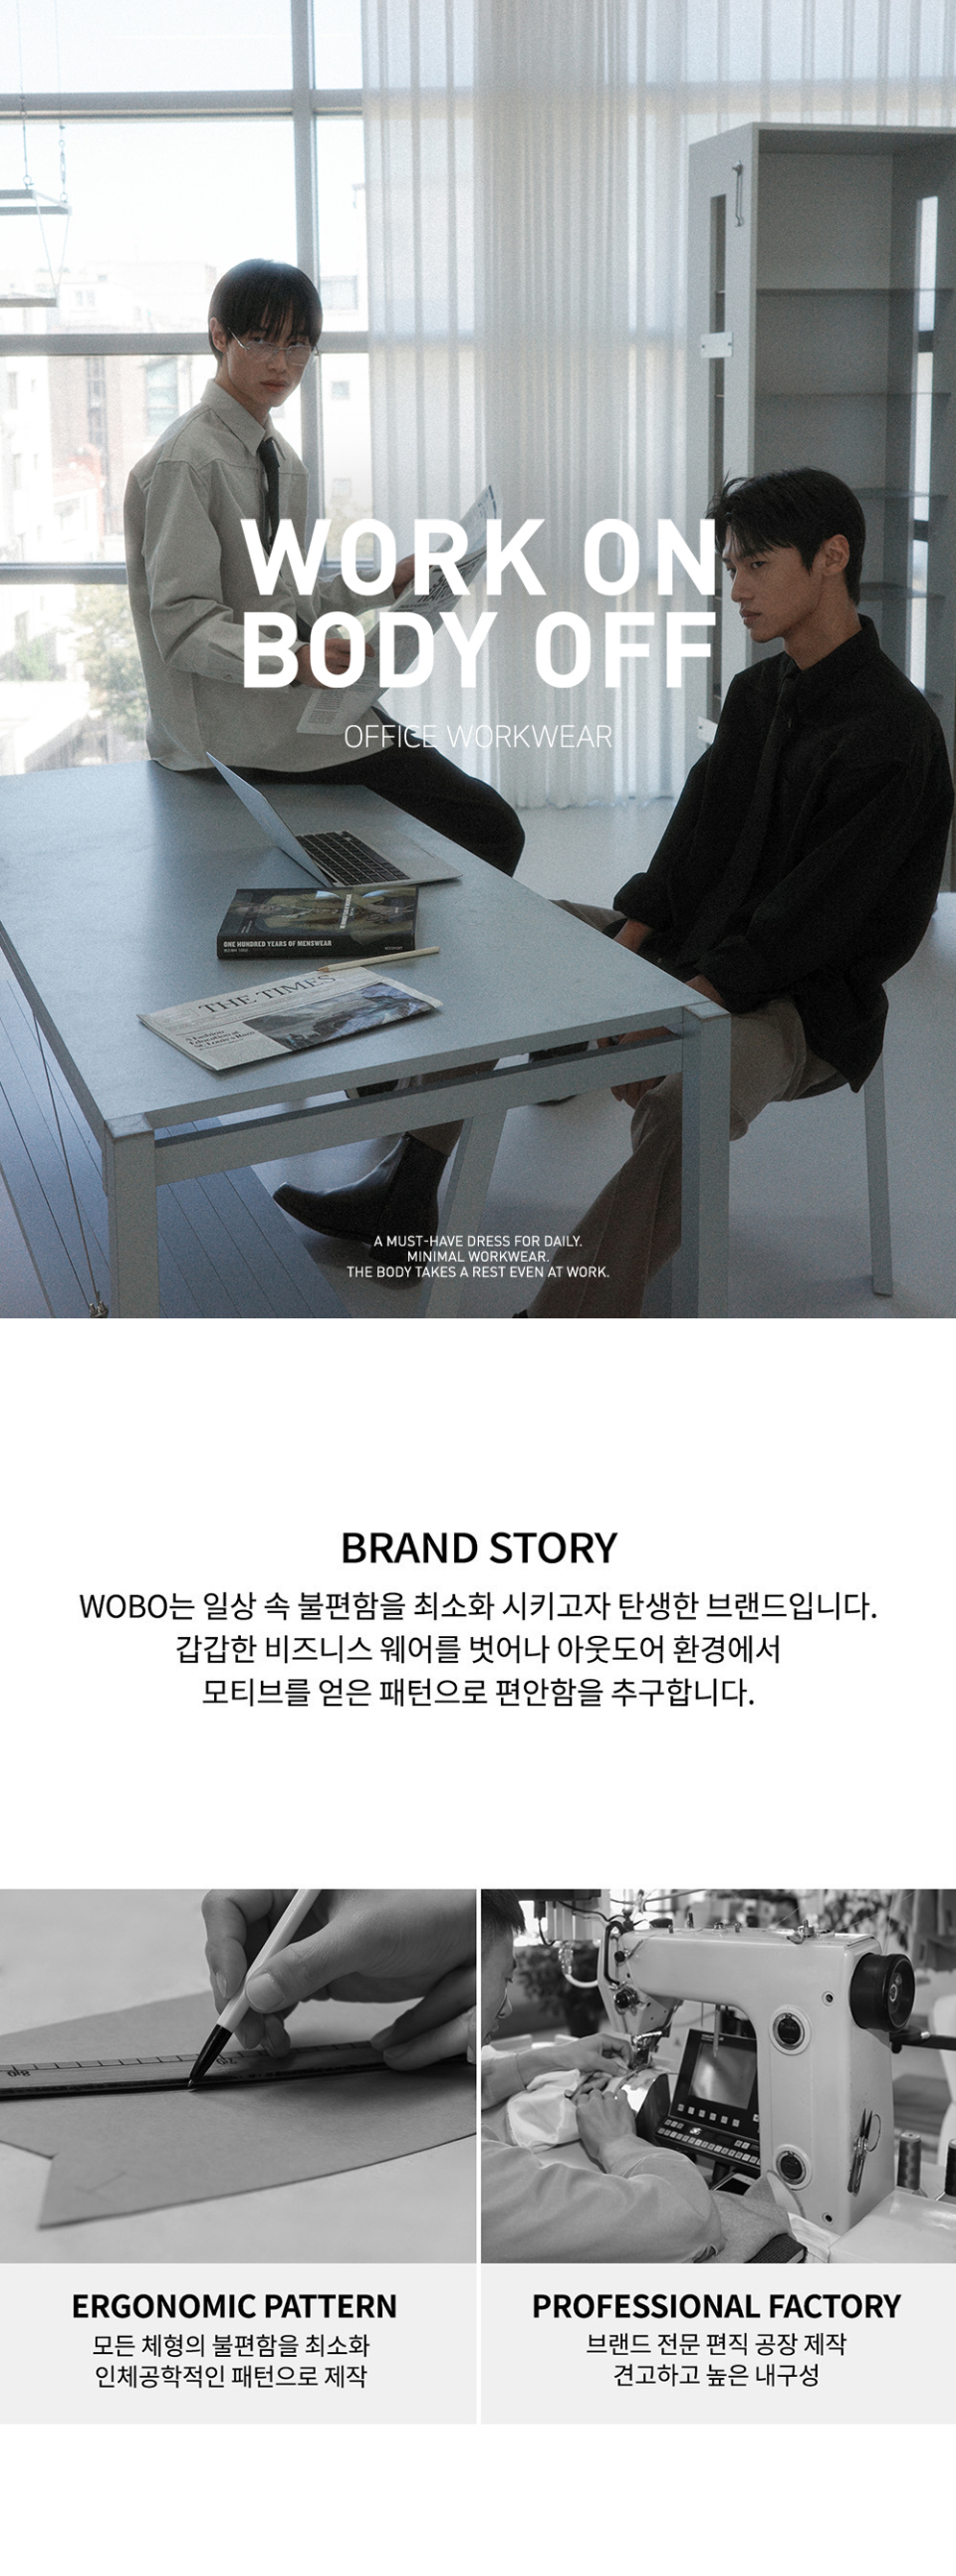 WORK ON
BODY OFF
OFFICE WORKWEAR
ONE HUNDRED YEARS OF MENSWEAR
THE TIMES
A MUST-HAVE DRESS FOR DAILY.
MINIMAL WORKWEAR.
THE BODY TAKES A REST EVEN AT WORK.
BRAND STORY
WOBO는 일상 속 불편함을 최소화 시키고자 탄생한 브랜드입니다.
갑갑한 비즈니스 웨어를 벗어나 아웃도어 환경에서
모티브를 얻은 패턴으로 편안함을 추구합니다.
ERGONOMIC PATTERN
모든 체형의 불편함을 최소화
인체공학적인 패턴으로 제작
PROFESSIONAL FACTORY
브랜드 전문 편직 공장 제작
견고하고 높은 내구성